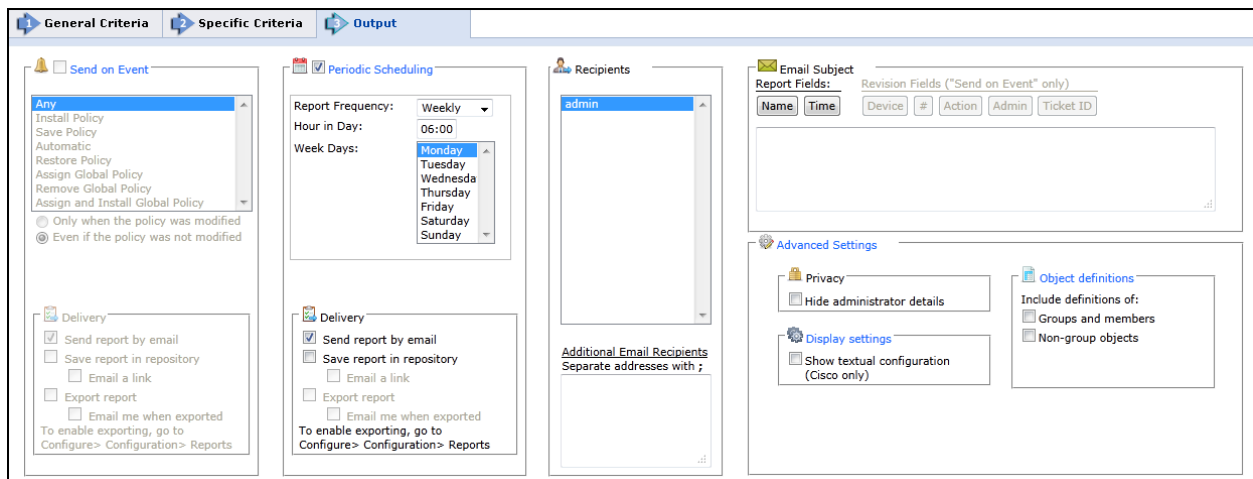 1 General Criteria 2 Specific Criteria 3 Output
Send on Event
Any
Install Policy
Save Policy
Automatic
Restore Policy
Assign Global Policy
Remove Global Policy
Assign and Install Global Policy
Only when the policy was modified
Even if the policy was not modified
Delivery
Send report by email
Save report in repository
Email a link
Export report
Email me when exported
To enable exporting, go to
Configure> Configuration> Reports
Periodic Scheduling
Report Frequency: Weekly
Hour in Day: 06:00
Week Days: Monday
Tuesday
Wednesda
Thursday
Friday
Saturday
Sunday
Delivery
Send report by email
Save report in repository
Email a link
Export report
Email me when exported
To enable exporting, go to
Configure> Configuration> Reports
Recipients
admin
Additional Email Recipients
Separate addresses with ;
Email Subject
Report Fields: Revision Fields ("Send on Event" only)
Name Time Device # Action Admin Ticket ID
Advanced Settings
Privacy
Hide administrator details
Display settings
Show textual configuration
(Cisco only)
Object definitions
Include definitions of:
Groups and members
Non-group objects